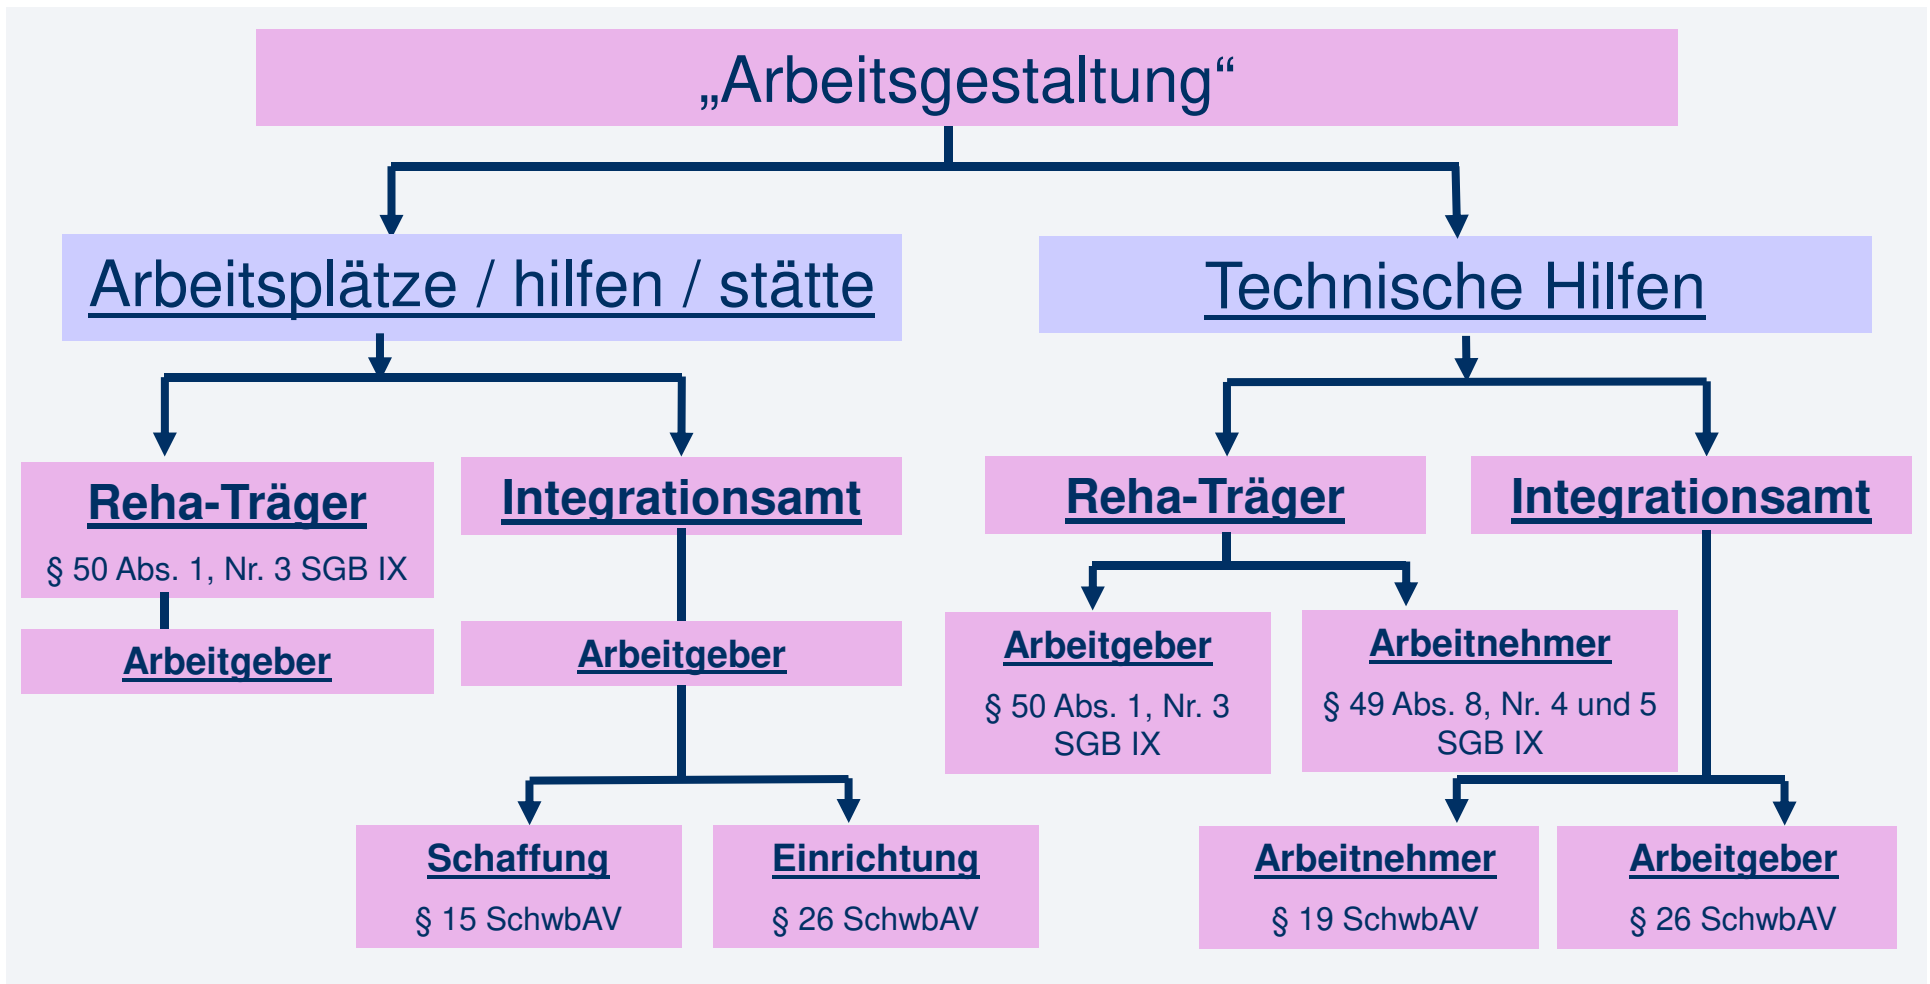 „Arbeitsgestaltung“
Arbeitsplätze / hilfen / stätte
Technische Hilfen
Reha-Träger
§ 50 Abs. 1, Nr. 3 SGB IX
Arbeitgeber
Integrationsamt
Arbeitgeber
Schaffung
§ 15 SchwbAV
Einrichtung
§ 26 SchwbAV
Reha-Träger
Arbeitgeber
§ 50 Abs. 1, Nr. 3
SGB IX
Arbeitnehmer
§ 49 Abs. 8, Nr. 4 und 5
SGB IX
Integrationsamt
Arbeitnehmer
§ 19 SchwbAV
Arbeitgeber
§ 26 SchwbAV